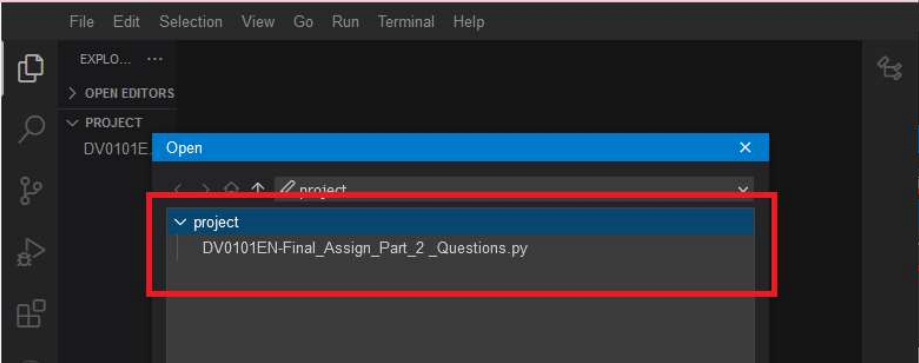 File Edit Selection View Go Run Terminal Help
EXPLO... ···
OPEN EDITORS
PROJECT
DV0101E
Open
project
project
DV0101EN-Final_Assign_Part_2 _Questions.py